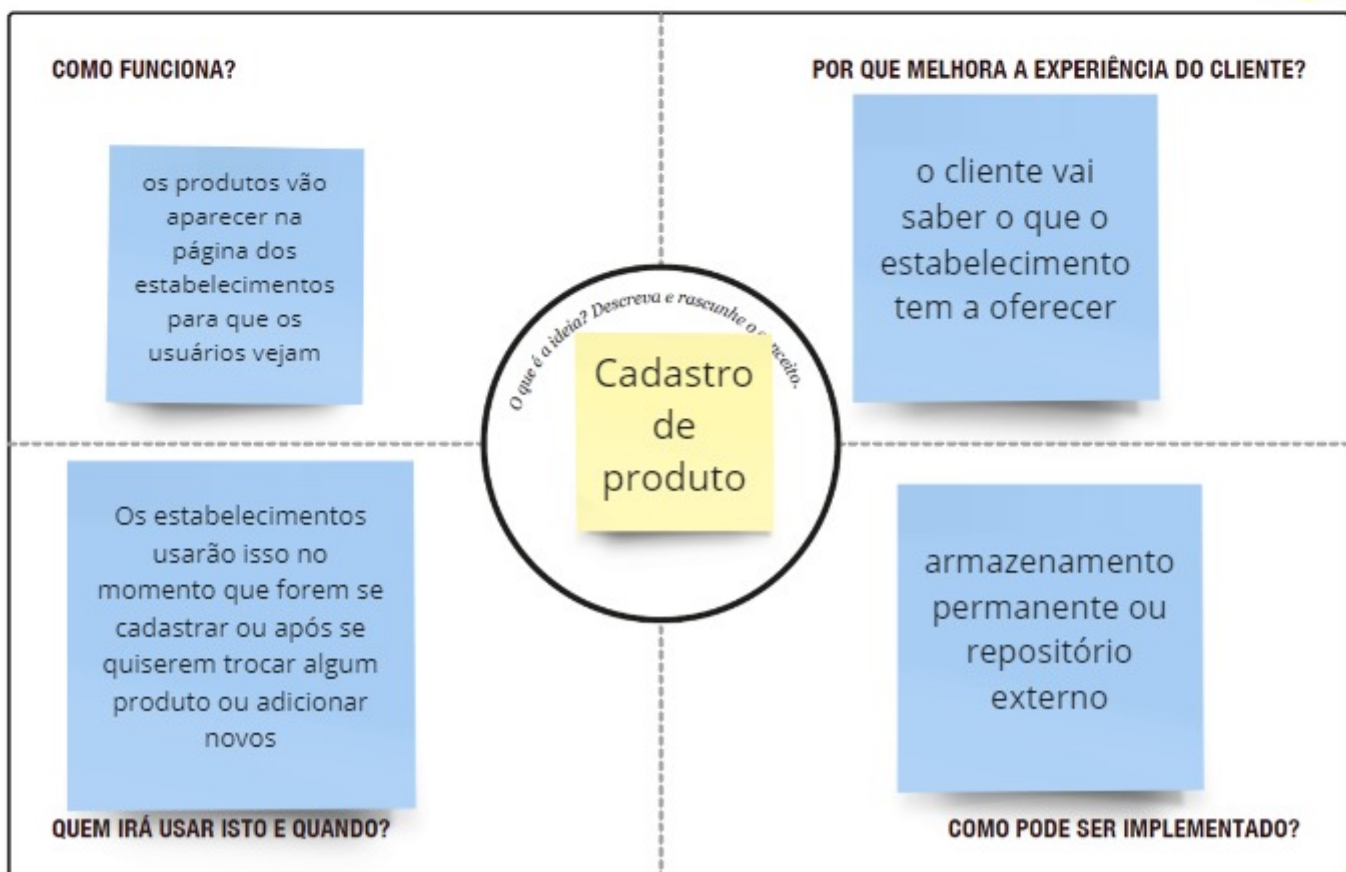 COMO FUNCIONA?
os produtos vão
aparecer na
página dos
estabelecimentos
para que os
usuários vejam
POR QUE MELHORA A EXPERIÊNCIA DO CLIENTE?
o cliente vai
saber o que o
estabelecimento
tem a oferecer
O que é a ideia? Descreva e rascunhe o
Cadastro
de
produto
Os estabelecimentos
usarão isso no
momento que forem se
cadastrar ou após se
quiserem trocar algum
produto ou adicionar
novos
QUEM IRÁ USAR ISTO E QUANDO?
armazenamento
permanente ou
repositório
externo
COMO PODE SER IMPLEMENTADO?